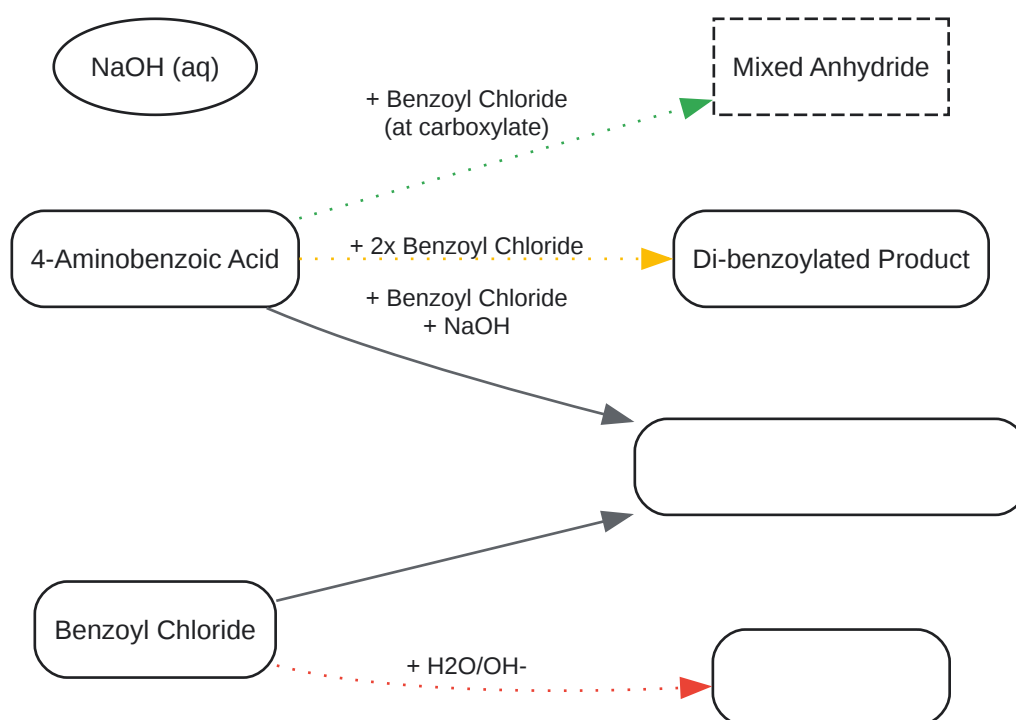 NaOH (aq)
Mixed Anhydride
+ Benzoyl Chloride
(at carboxylate)
4-Aminobenzoic Acid
+ 2x Benzoyl Chloride
Di-benzoylated Product
+ Benzoyl Chloride
+ NaOH
Benzoyl Chloride
+ H2O/OH-